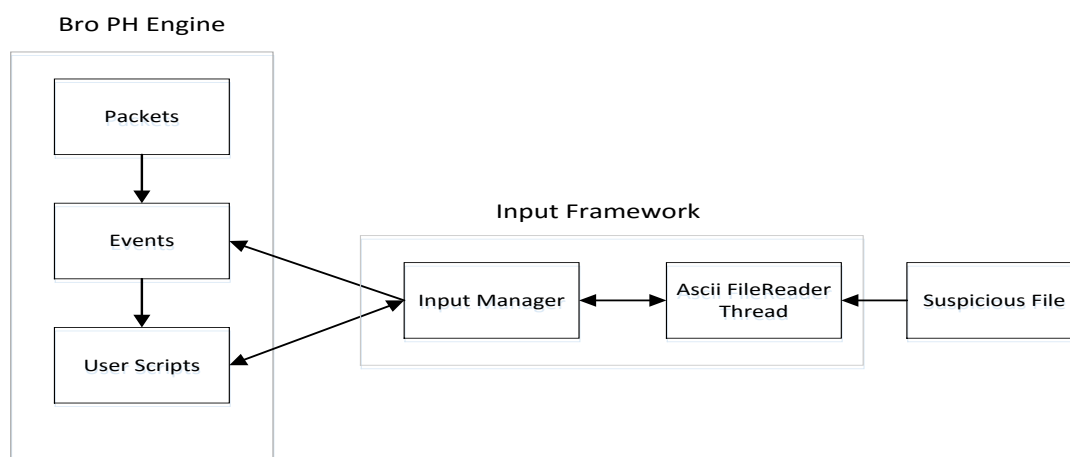 Bro PH Engine
Packets
Events
User Scripts
Input Framework
Input Manager
Ascii FileReader
Thread
Suspicious File